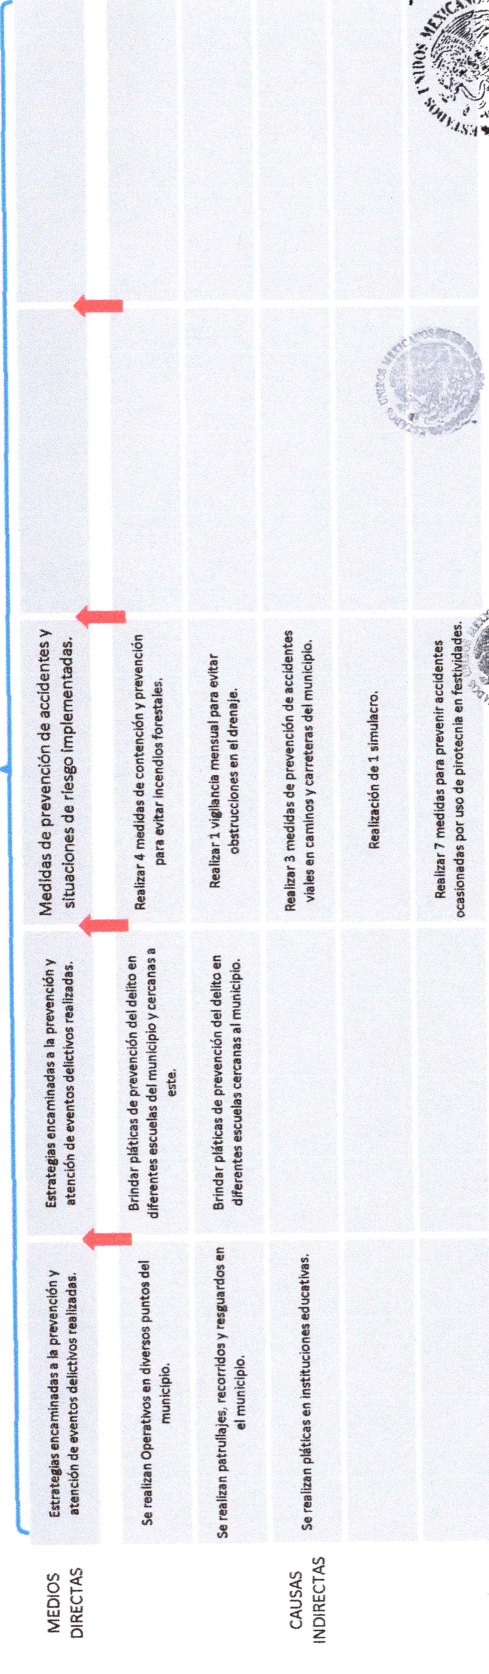 MEDIOS
DIRECTAS
Estrategias encaminadas a la prevención y
atención de eventos delictivos realizadas.
Estrategias encaminadas a la prevención y
atención de eventos delictivos realizadas.
Medidas de prevención de accidentes y
situaciones de riesgo implementadas.
Se realizan Operativos en diversos puntos del
municipio.
Brindar pláticas de prevención del delito en
diferentes escuelas del municipio y cercanas a
este.
Realizar 4 medidas de contención y prevención
para evitar incendios forestales.
Se realizan patrullajes, recorridos y resguardos en
el municipio.
Brindar pláticas de prevención del delito en
diferentes escuelas cercanas al municipio.
Realizar 1 vigilancia mensual para evitar
obstrucciones en el drenaje.
CAUSAS
INDIRECTAS
Se realizan pláticas en instituciones educativas.
Realizar 3 medidas de prevención de accidentes
viales en caminos y carreteras del municipio.
Realización de 1 simulacro.
Realizar 7 medidas para prevenir accidentes
ocasionadas por uso de pirotecnia en festividades.
ESTADOS UNIDOS MEXICANOS
ESTADOS UNIDOS MEXICANOS